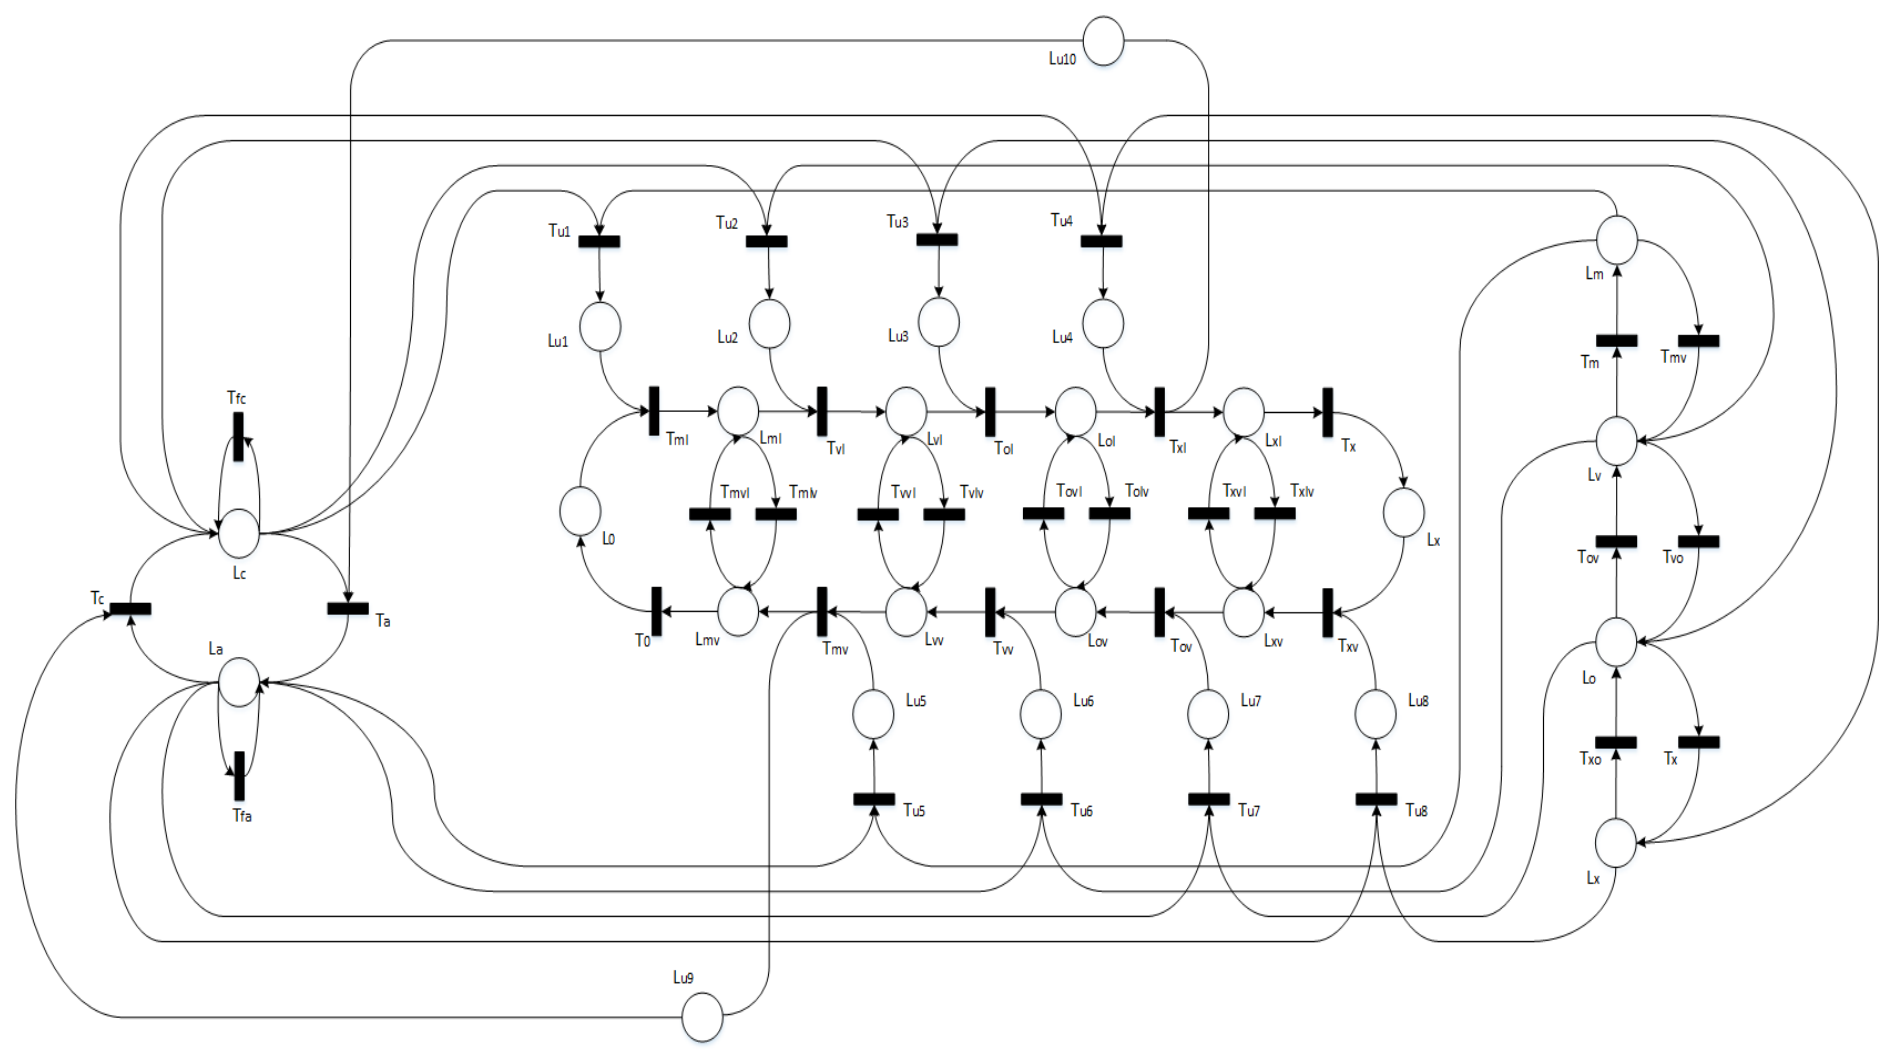 Lu10
Tu1
Tu2
Tu3
Tu4
Lm
Lu1
Lu2
Lu3
Lu4
Tm
Tmv
Tfc
Tml
Lml
Tvl
Lvl
Tol
Lol
Txl
Lxl
Tx
Lv
Tmvl
Tmlv
Tvvl
Tvlv
Tovl
Tolv
Txvl
Txlv
L0
Lx
Tov
Tvo
Lc
Tc
Ta
La
T0
Lmv
Tmv
Lvv
Tvv
Lov
Tov
Lxv
Txv
Lo
Lu5
Lu6
Lu7
Lu8
Txo
Tx
Tfa
Tu5
Tu6
Tu7
Tu8
Lx
Lu9